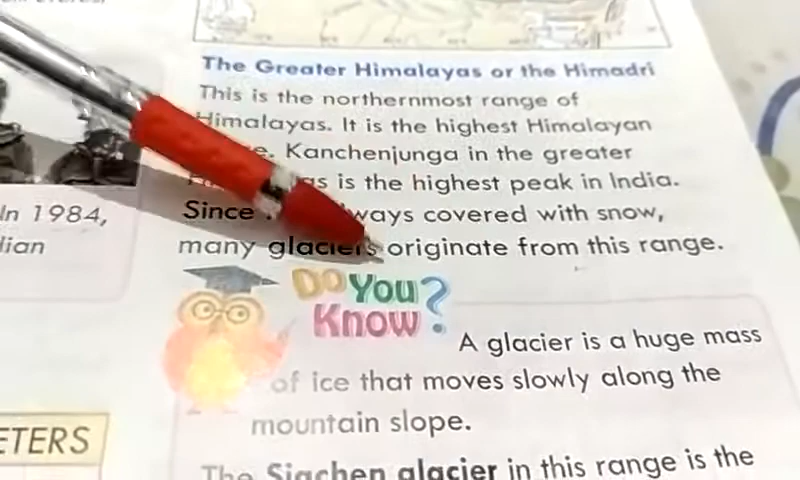 The Greater Himalayas or the Himadri
This is the northernmost range of
Himalayas. It is the highest Himalayan
Kanchenjunga in the greater
is the highest peak in India.
Since covered with snow,
many glaciers originate from this range.
In 1984,
Do You
Know?
A glacier is a huge mass
of ice that moves slowly along the
mountain slope.
The Siachen glacier in this range is the